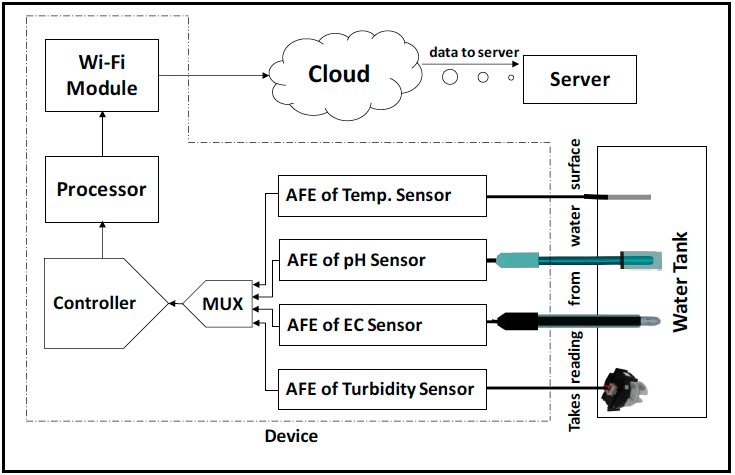 Wi-Fi
Module
Cloud
data to server
Server
Processor
Controller
MUX
AFE of Temp. Sensor
AFE of pH Sensor
AFE of EC Sensor
AFE of Turbidity Sensor
Takes reading from water surface
Water Tank
Device